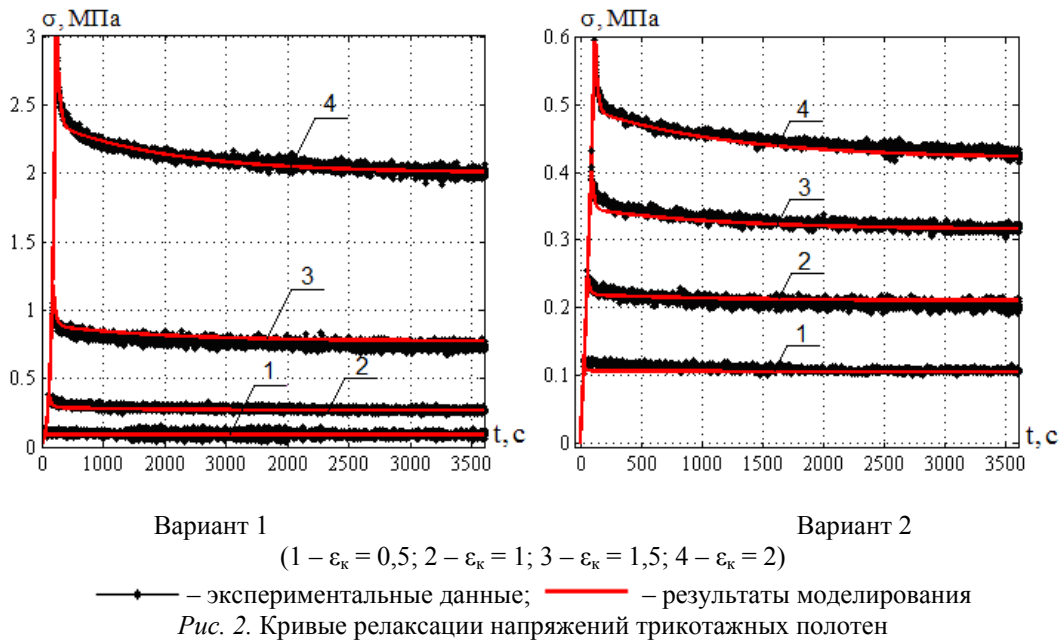 σ, МПа
3
2.5
2
1.5
1
0.5
0
4
3
1
2
0 1000 2000 1000 2000 2500 3000 3500
t, с
σ, МПа
0.6
0.5
0.4
0.3
0.2
0.1
0
4
3
2
1
0 500 1000 1500 2000 2500 3000 3500
t, с
Вариант 1 Вариант 2
(1 – εк = 0,5; 2 – εк = 1; 3 – εк = 1,5; 4 – εк = 2)
– экспериментальные данные; – результаты моделирования
Рис. 2. Кривые релаксации напряжений трикотажных полотен